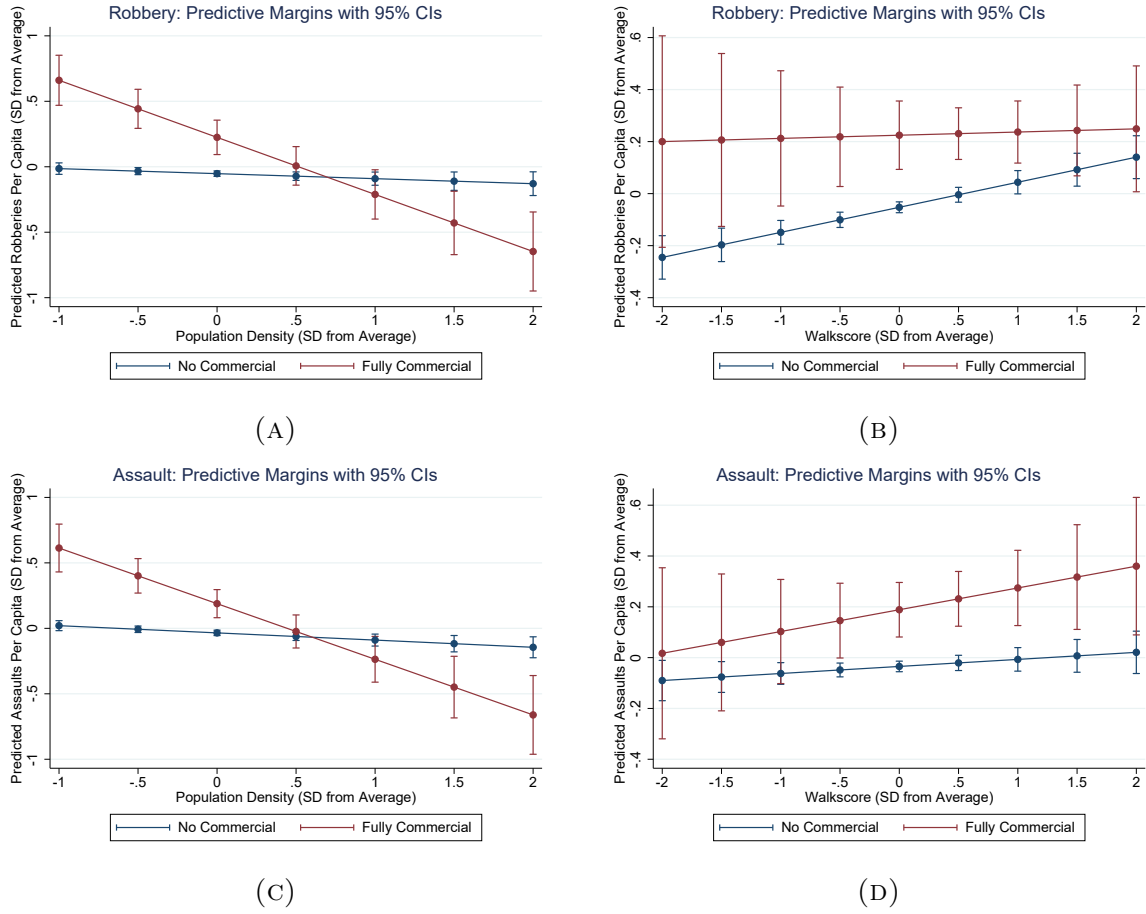 Robbery: Predictive Margins with 95% CIs
Predicted Robberies Per Capita (SD from Average)
1
.5
0
-.5
-1
-1 -.5 0 .5 1 1.5 2
Population Density (SD from Average)
No Commercial Fully Commercial
(A)
Robbery: Predictive Margins with 95% CIs
Predicted Robberies Per Capita (SD from Average)
.6
.4
.2
0
-.2
-.4
-2 -1.5 -1 -.5 0 .5 1 1.5 2
Walkscore (SD from Average)
No Commercial Fully Commercial
(B)
Assault: Predictive Margins with 95% CIs
Predicted Assaults Per Capita (SD from Average)
1
.5
0
-.5
-1
-1 -.5 0 .5 1 1.5 2
Population Density (SD from Average)
No Commercial Fully Commercial
(C)
Assault: Predictive Margins with 95% CIs
Predicted Assaults Per Capita (SD from Average)
.6
.4
.2
0
-.2
-.4
-2 -1.5 -1 -.5 0 .5 1 1.5 2
Walkscore (SD from Average)
No Commercial Fully Commercial
(D)